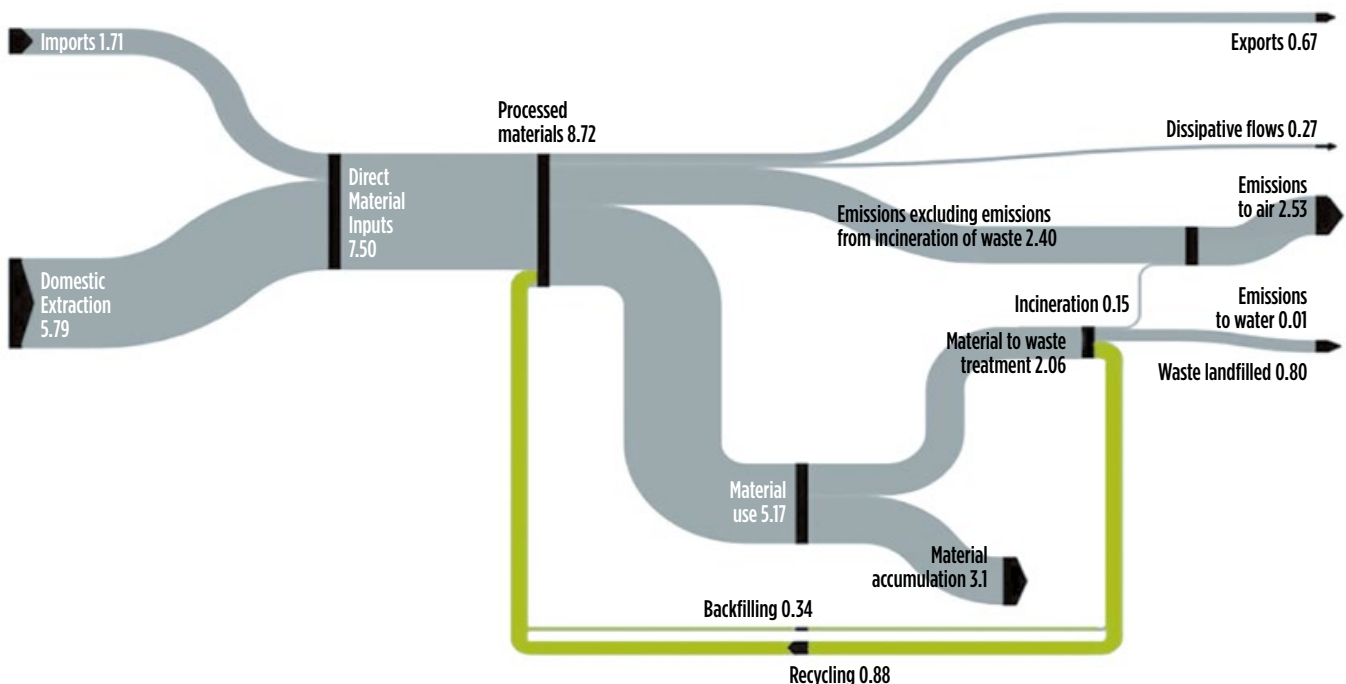 Imports 1.71
Exports 0.67
Processed
materials 8.72
Dissipative flows 0.27
Direct
Material
Inputs
7.50
Emissions
to air 2.53
Emissions excluding emissions
from incineration of waste 2.40
Domestic
Extraction
5.79
Incineration 0.15
Emissions
to water 0.01
Material to waste
treatment 2.06
Waste landfilled 0.80
Material
use 5.17
Material
accumulation 3.1
Backfilling 0.34
Recycling 0.88